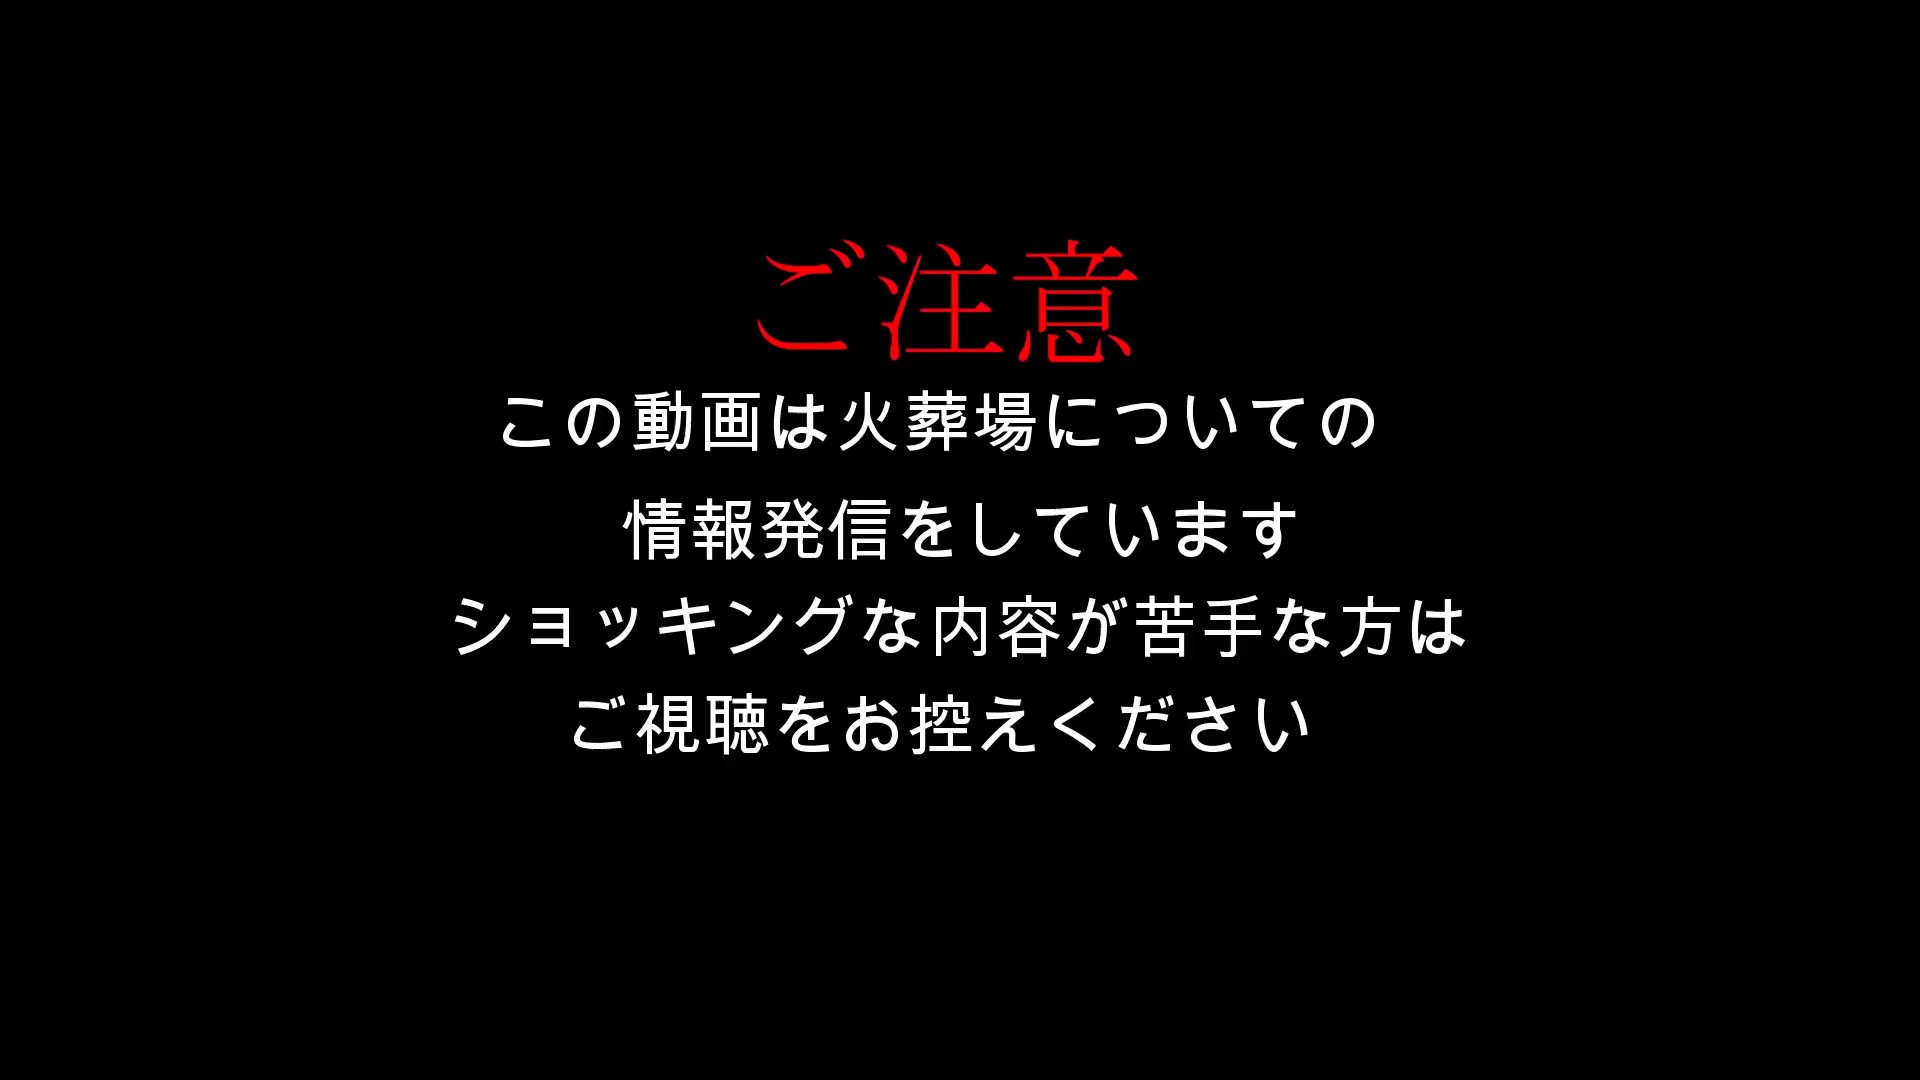 ご注意
この動画は火葬場についての
情報発信をしています
ショッキングな内容が苦手な方は
ご視聴をお控えください